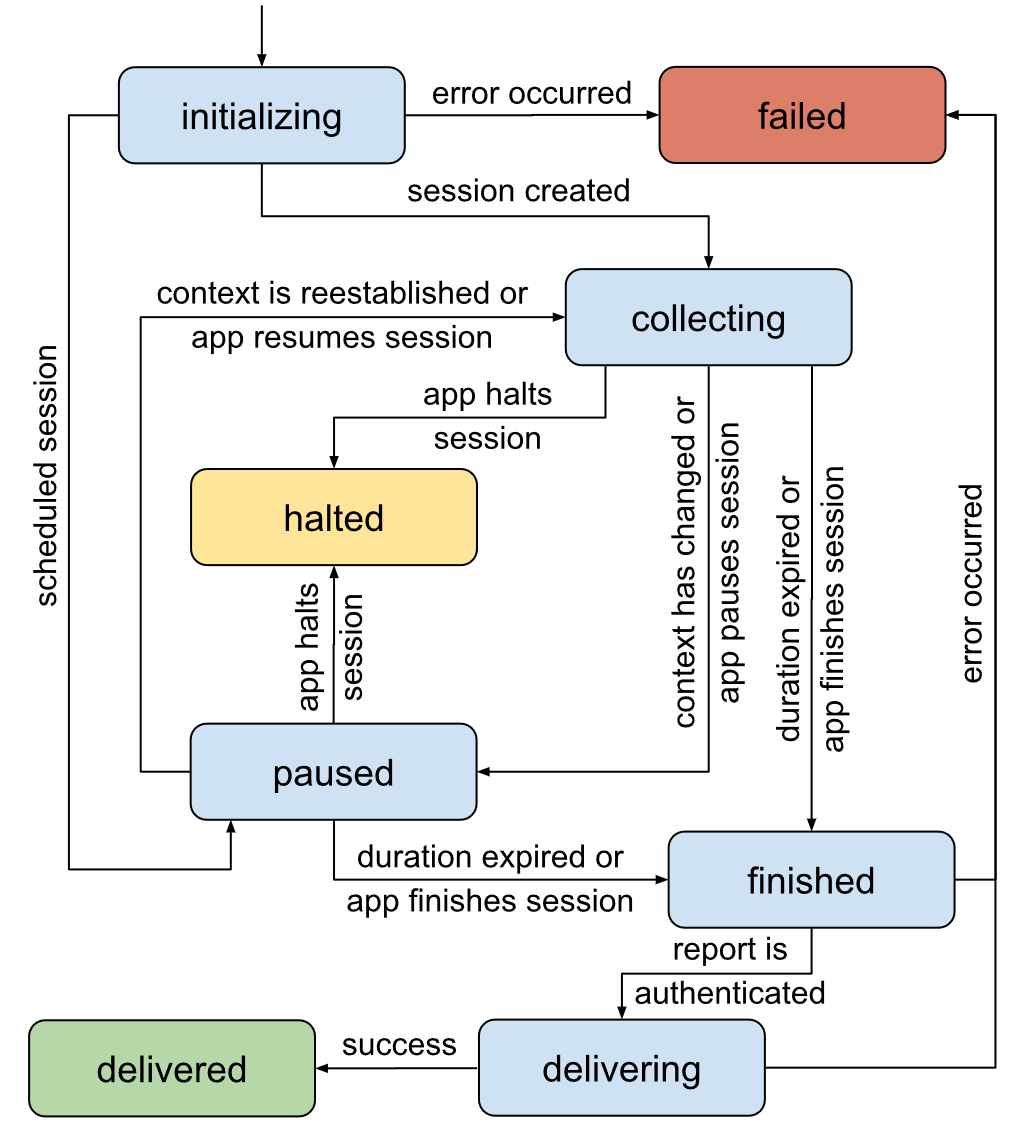 initializing
error occurred
failed
session created
context is reestablished or
app resumes session
collecting
scheduled session
app halts
session
context has changed or
app pauses session
duration expired or
app finishes session
error occurred
halted
app halts
session
paused
duration expired or
app finishes session
finished
report is
authenticated
delivered
success
delivering